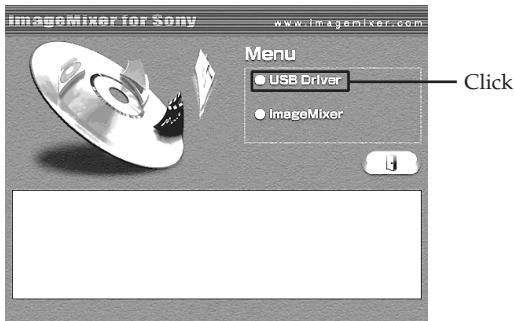 ImageMixer for Sony
www.imagemixer.com
Menu
USB Driver
Click
ImageMixer